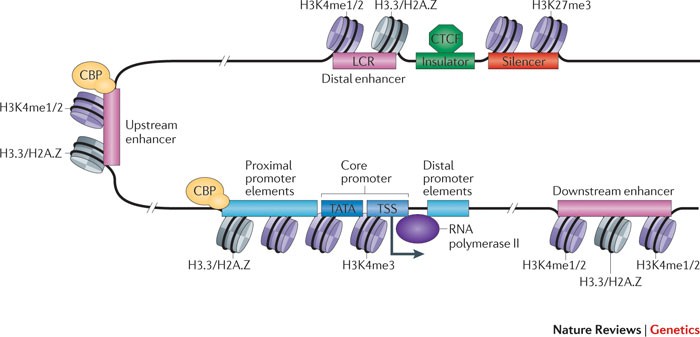 H3K4me1/2 H3.3/H2A.Z H3K27me3
CTCF
LCR Insulator Silencer
Distal enhancer
CBP
H3K4me1/2
Upstream
enhancer
H3.3/H2A.Z
Proximal
promoter
elements
Core
promoter
Distal
promoter
elements
Downstream enhancer
CBP
TATA TSS
RNA
polymerase II
H3.3/H2A.Z H3K4me3
H3K4me1/2 H3K4me1/2
H3.3/H2A.Z
Nature Reviews | Genetics